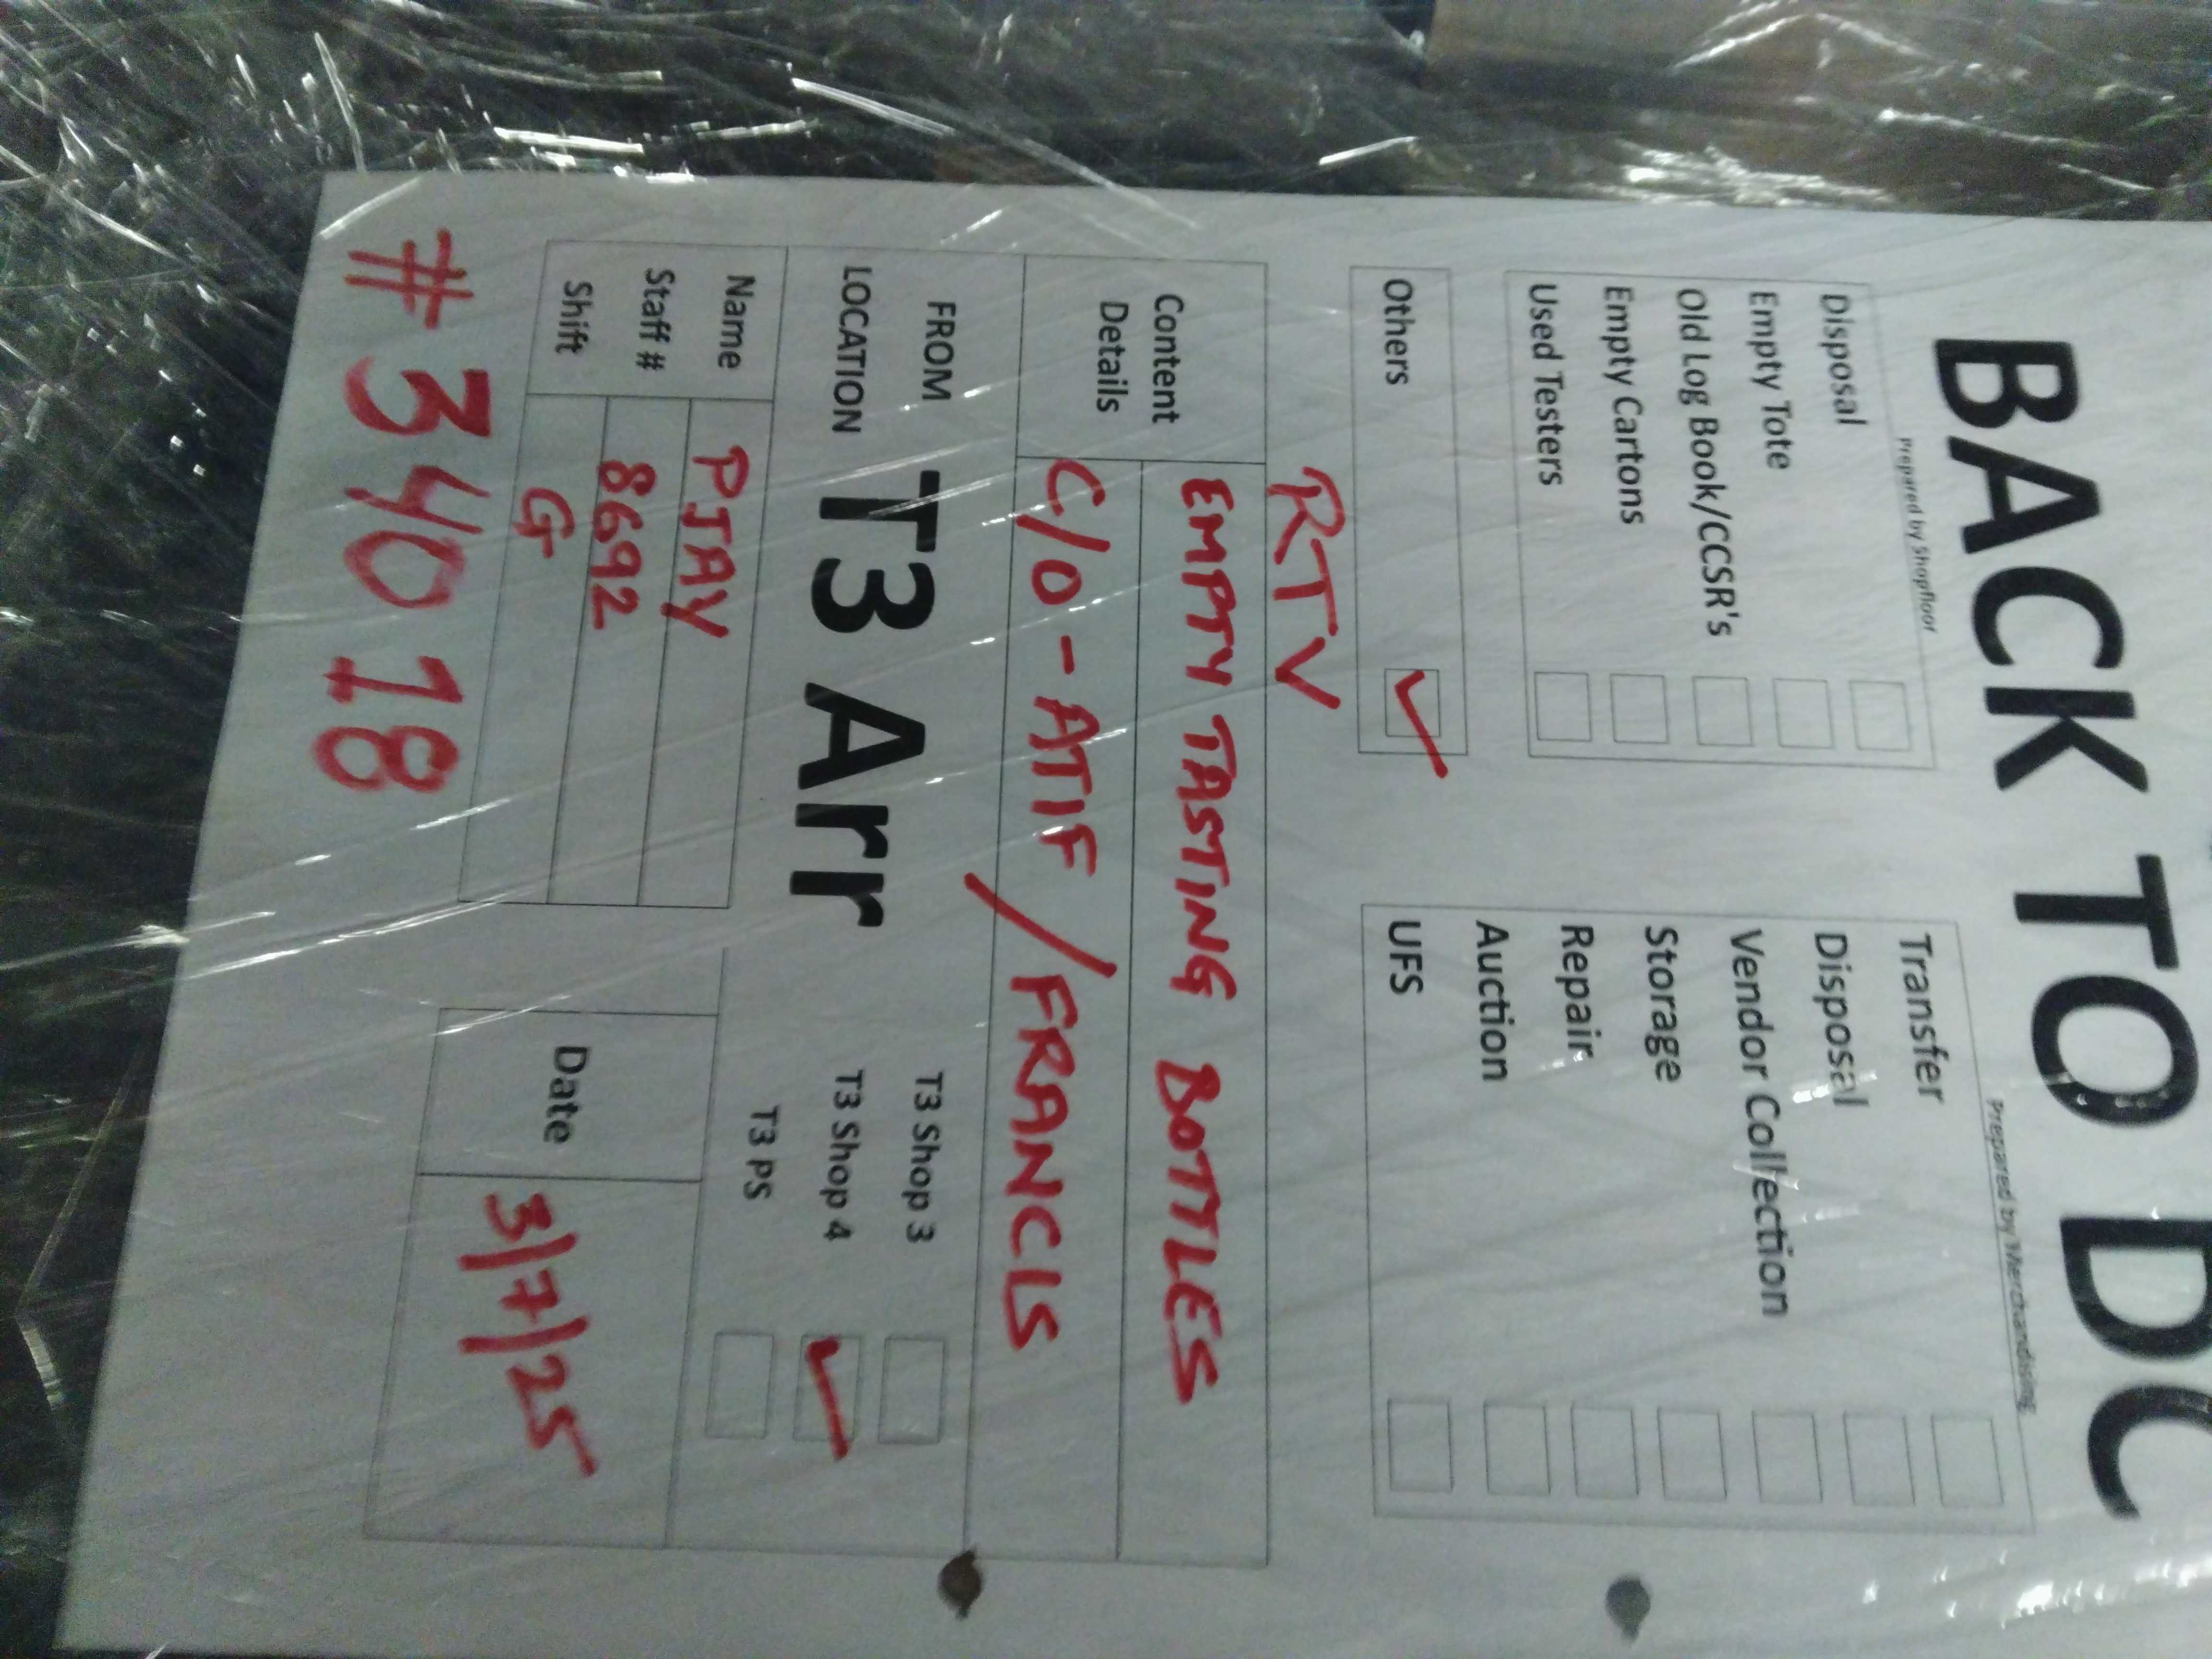 BACK TO DC
Prepared by Shopfloor
Disposal
Empty Tote
Old Log Book/CCSR's
Empty Cartons
Used Testers
Others ✓
RTV
Prepared by Merchandising
Transfer
Disposal
Vendor Collection
Storage
Repair
Auction
UFS
Content Details
EMPTY TASTING BOTTLES
C/O - ATIF / FRANCIS
FROM LOCATION
T3 Arr
T3 Shop 3
T3 Shop 4 ✓
T3 PS
Name PJAY
Staff # 8692
Shift G
Date 3/7/25
# 34018